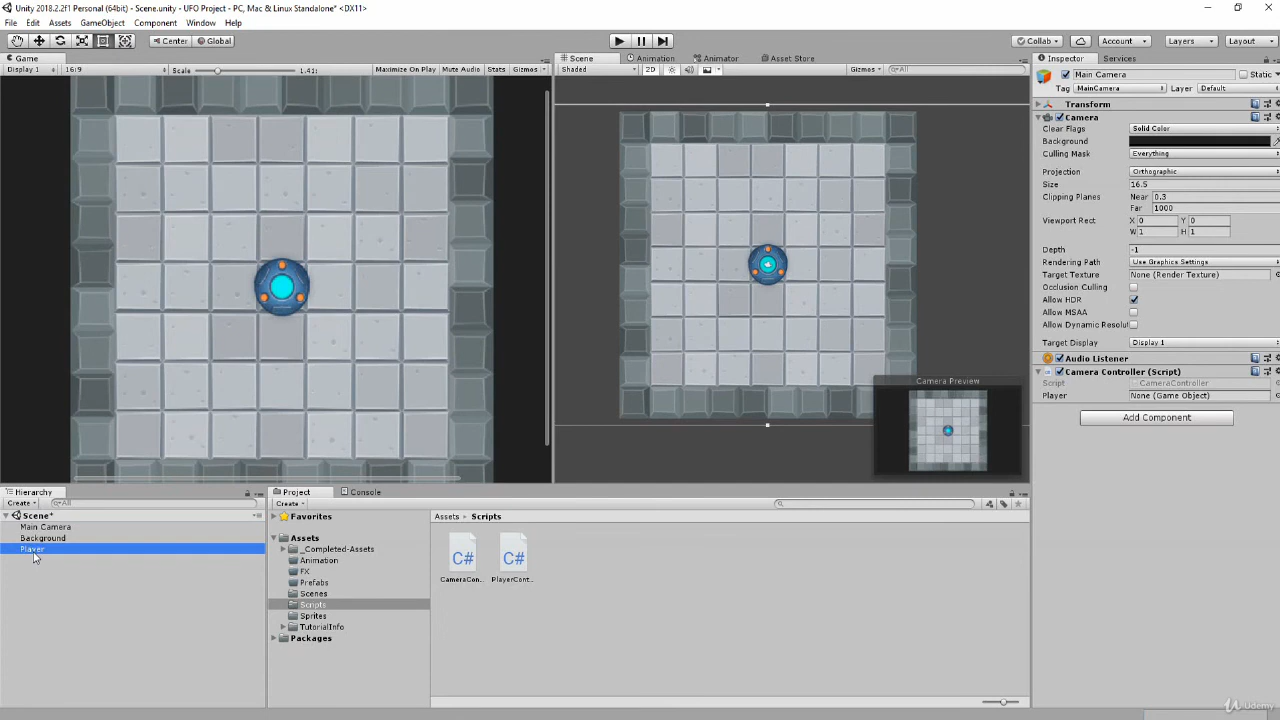 Unity 2018.2.2f1 Personal (64bit) - Scene.unity - UFO Project - PC, Mac & Linux Standalone* <DX11>
File Edit Assets GameObject Component Window Help
Center Global Collab Account Layers Layout
Game
Display 1 16:9 Scale 1.41: Maximize On Play Mute Audio Stats Gizmos
Scene Animation Animator Asset Store
Shaded 2D Gizmos All
Camera Preview
Inspector Services
Main Camera Static
Tag MainCamera Layer Default
Transform
Camera
Clear Flags Solid Color
Background
Culling Mask Everything
Projection Orthographic
Size 16.5
Clipping Planes Near 0.3
Far 1000
Viewport Rect X 0 Y 0
W 1 H 1
Depth -1
Rendering Path Use Graphics Settings
Target Texture None (Render Texture)
Occlusion Culling
Allow HDR
Allow MSAA
Allow Dynamic Resolut
Target Display Display 1
Audio Listener
Camera Controller (Script)
Script CameraController
Player None (Game Object)
Add Component
Hierarchy
Create All
Scene*
Main Camera
Background
Player
Project Console
Create
Favorites
Assets
_Completed-Assets
Animation
FX
Prefabs
Scenes
Scripts
Sprites
TutorialInfo
Packages
Assets Scripts
C# C#
CameraCon... PlayerCont...
Udemy